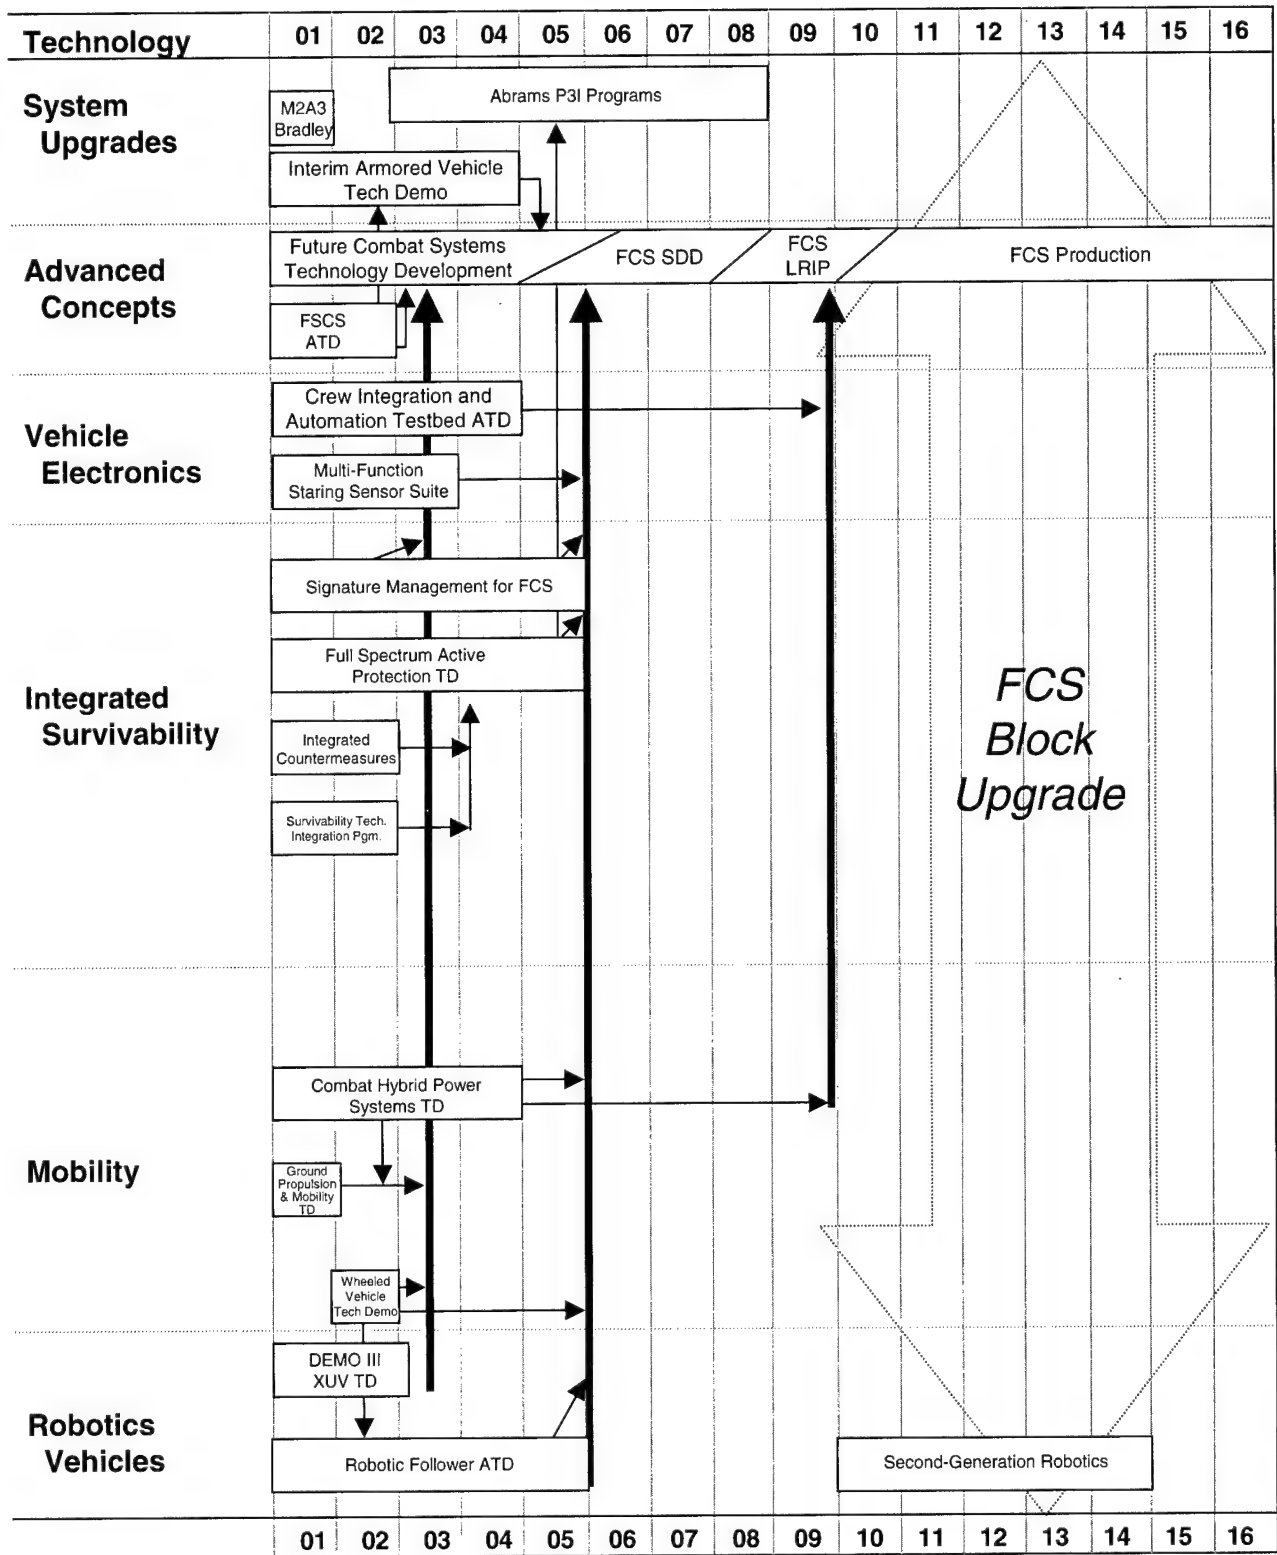 Technology 01 02 03 04 05 06 07 08 09 10 11 12 13 14 15 16
System
Upgrades
Abrams P3I Programs
M2A3
Bradley
Interim Armored Vehicle
Tech Demo
Advanced
Concepts
Future Combat Systems
Technology Development
FCS SDD
FCS
LRIP
FCS Production
FSCS
ATD
Vehicle
Electronics
Crew Integration and
Automation Testbed ATD
Multi-Function
Staring Sensor Suite
Integrated
Survivability
Signature Management for FCS
Full Spectrum Active
Protection TD
Integrated
Countermeasures
Survivability Tech.
Integration Pgm.
FCS
Block
Upgrade
Mobility
Combat Hybrid Power
Systems TD
Ground
Propulsion
& Mobility
TD
Wheeled
Vehicle
Tech Demo
Robotics
Vehicles
DEMO III
XUV TD
Robotic Follower ATD
Second-Generation Robotics
01 02 03 04 05 06 07 08 09 10 11 12 13 14 15 16